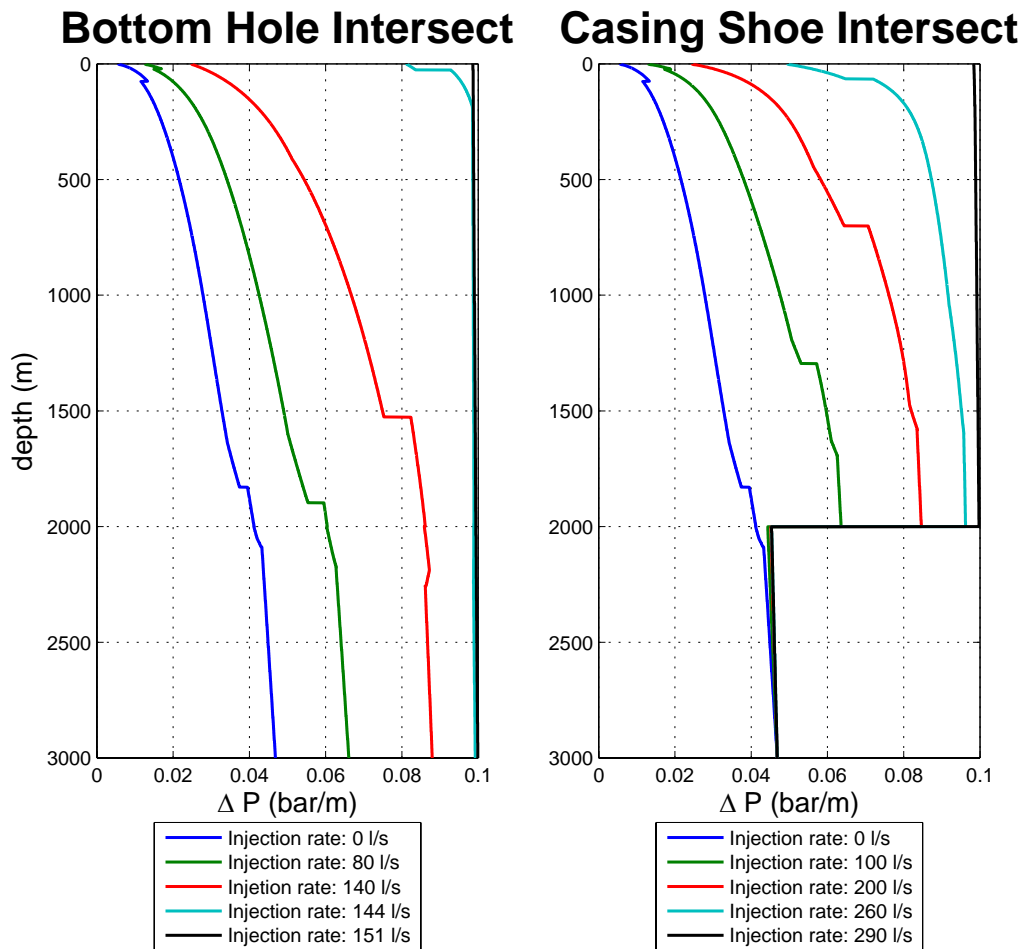 Bottom Hole Intersect
Casing Shoe Intersect
depth (m)
0
500
1000
1500
2000
2500
3000
0 0.02 0.04 0.06 0.08 0.1
Δ P (bar/m)
Injection rate: 0 l/s
Injection rate: 80 l/s
Injetion rate: 140 l/s
Injection rate: 144 l/s
Injection rate: 151 l/s
0
500
1000
1500
2000
2500
3000
0 0.02 0.04 0.06 0.08 0.1
Δ P (bar/m)
Injection rate: 0 l/s
Injection rate: 100 l/s
Injection rate: 200 l/s
Injection rate: 260 l/s
Injection rate: 290 l/s